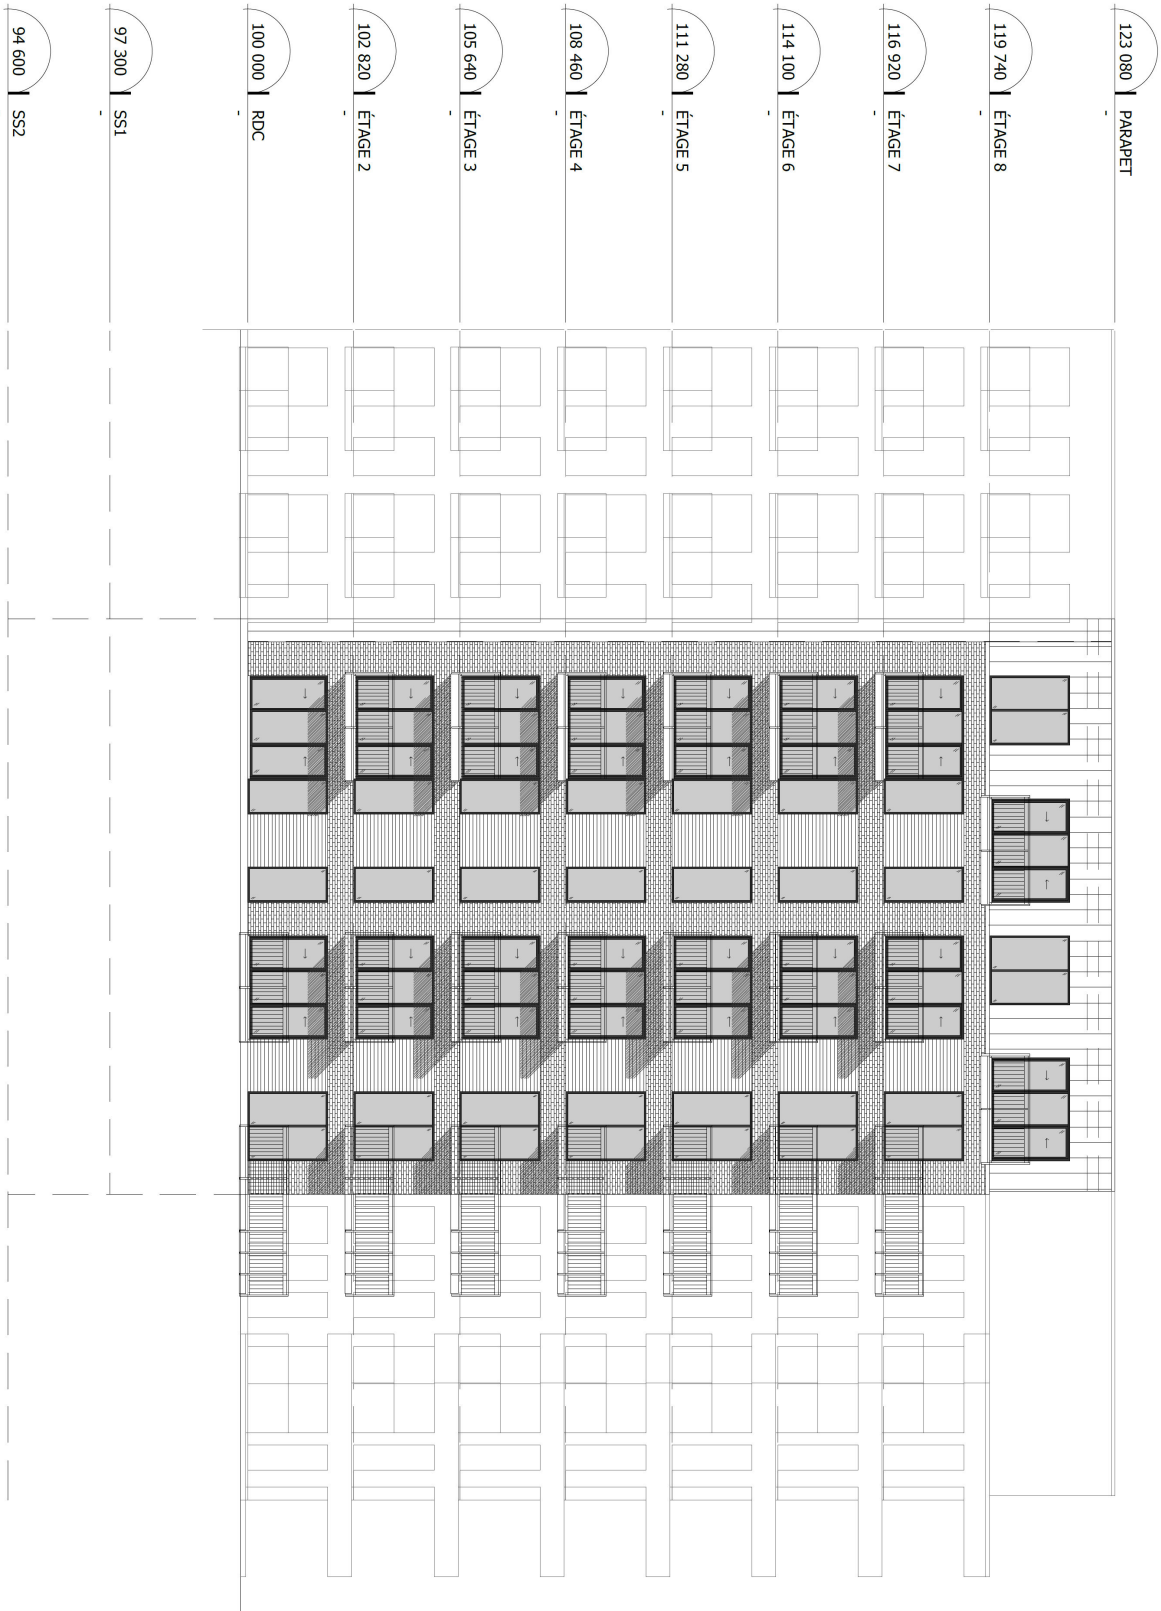 123 080
PARAPET
-
119 740
ÉTAGE 8
-
116 920
ÉTAGE 7
-
114 100
ÉTAGE 6
-
111 280
ÉTAGE 5
-
108 460
ÉTAGE 4
-
105 640
ÉTAGE 3
-
102 820
ÉTAGE 2
-
100 000
RDC
-
97 300
SS1
-
94 600
SS2